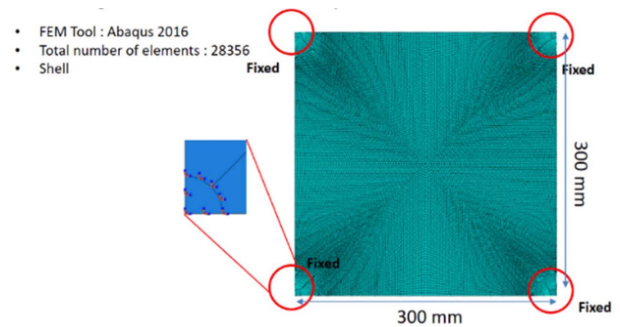 • FEM Tool : Abaqus 2016
• Total number of elements : 28356
• Shell
Fixed
Fixed
300 mm
Fixed
Fixed
300 mm